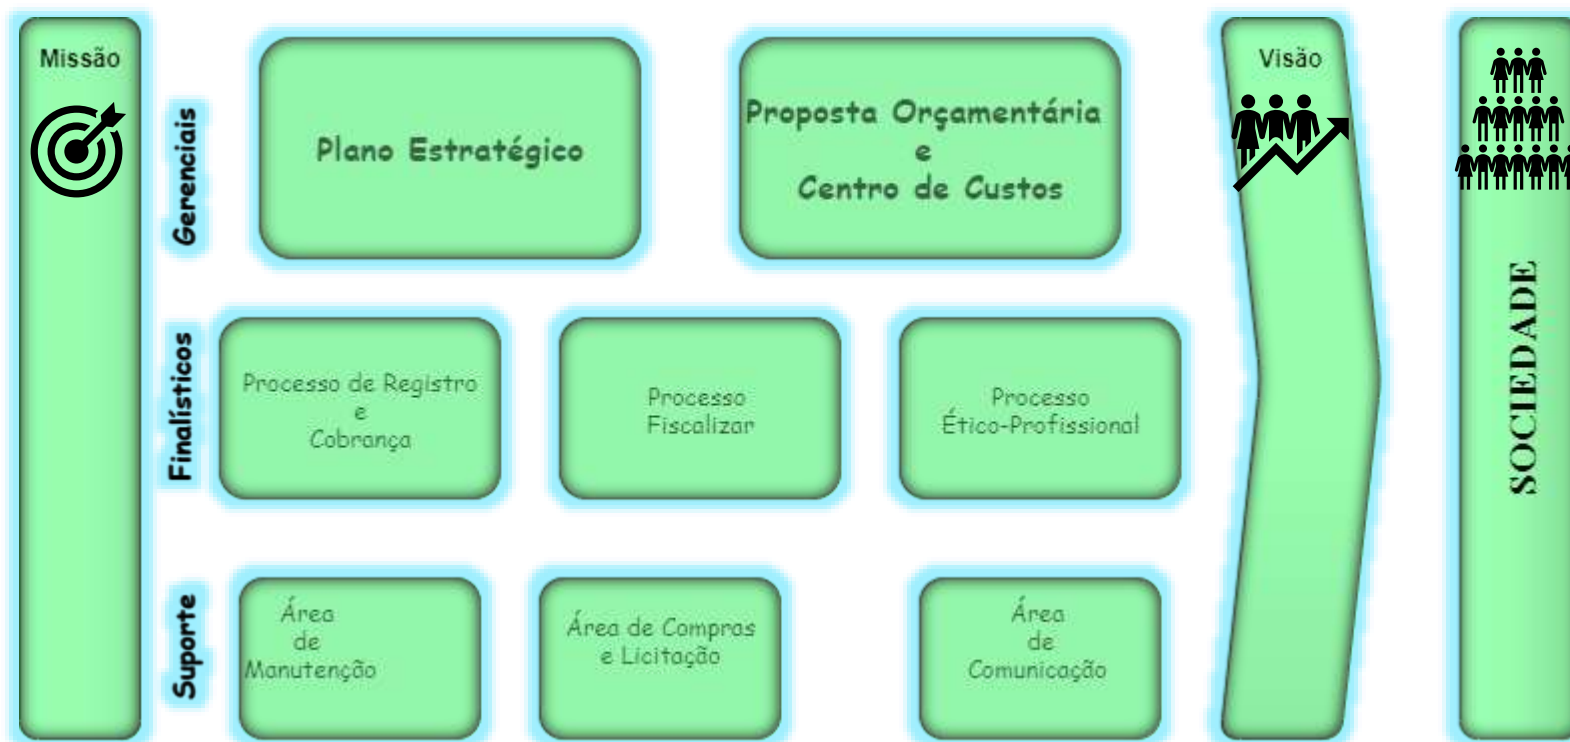 Missão
Gerenciais
Plano Estratégico
Proposta Orçamentária
e
Centro de Custos
Finalísticos
Processo de Registro
e
Cobrança
Processo
Fiscalizar
Processo
Ético-Profissional
Suporte
Área
de
Manutenção
Área de Compras
e Licitação
Área
de
Comunicação
Visão
SOCIEDADE